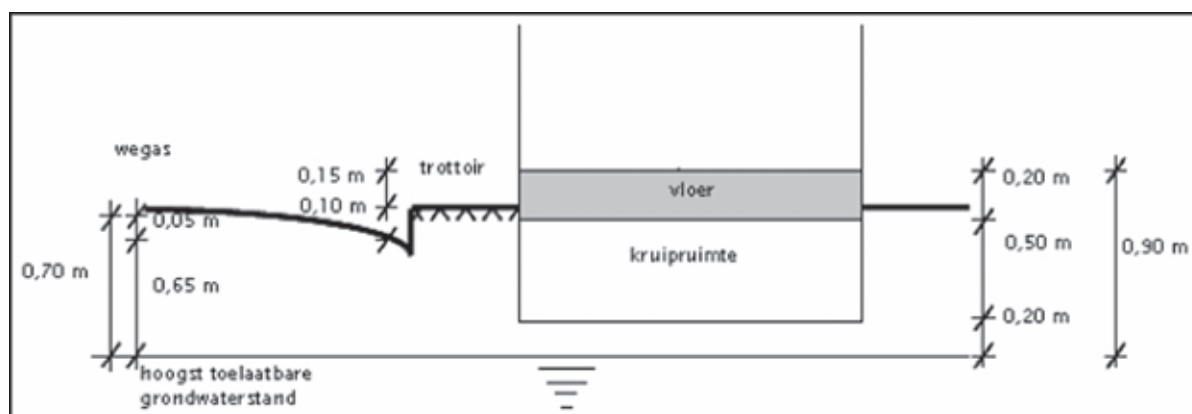 wegas
0,15 m
trottoir
0,20 m
vloer
0,10 m
0,05 m
0,50 m
0,90 m
kruipruimte
0,70 m
0,65 m
0,20 m
hoogst toelaatbare
grondwaterstand